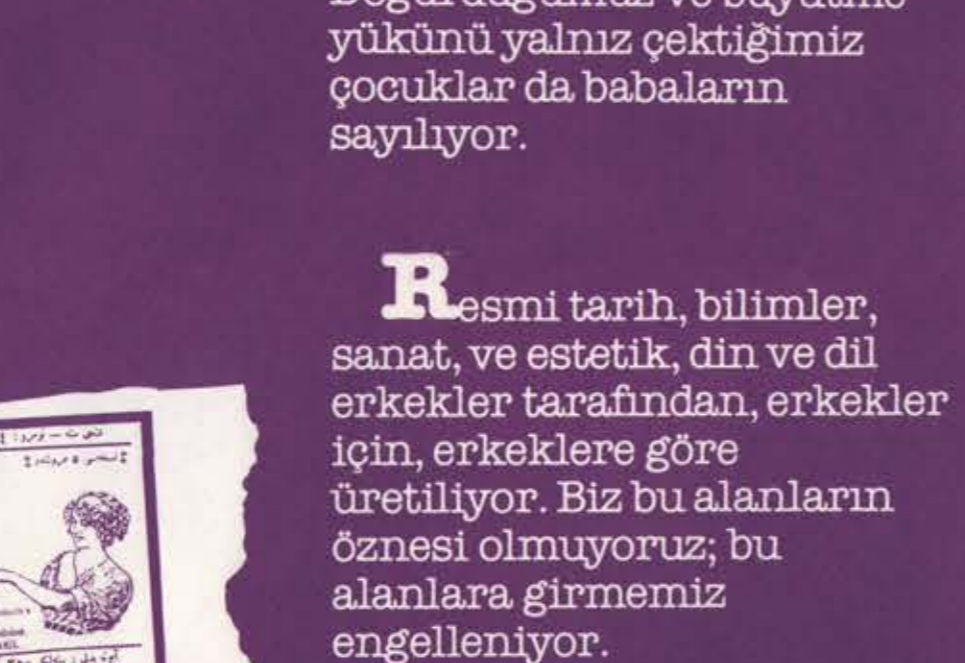 yükünü yalnız çektiğimiz
çocuklar da babaların
sayılıyor.
Resmi tarih, bilimler,
sanat, ve estetik, din ve dil
erkekler tarafından, erkekler
için, erkeklere göre
üretiliyor. Biz bu alanların
öznesi olmuyoruz; bu
alanlara girmemiz
engelleniyor.